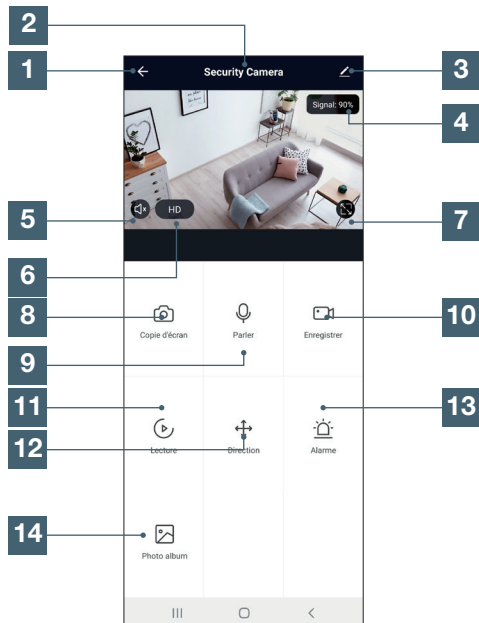 2
1
Security Camera
3
Signal: 90%
4
5
HD
7
6
8
Copie d'écran
Parler
Enregistrer
10
9
11
13
12
Lecture
Direction
Alarme
14
Photo album